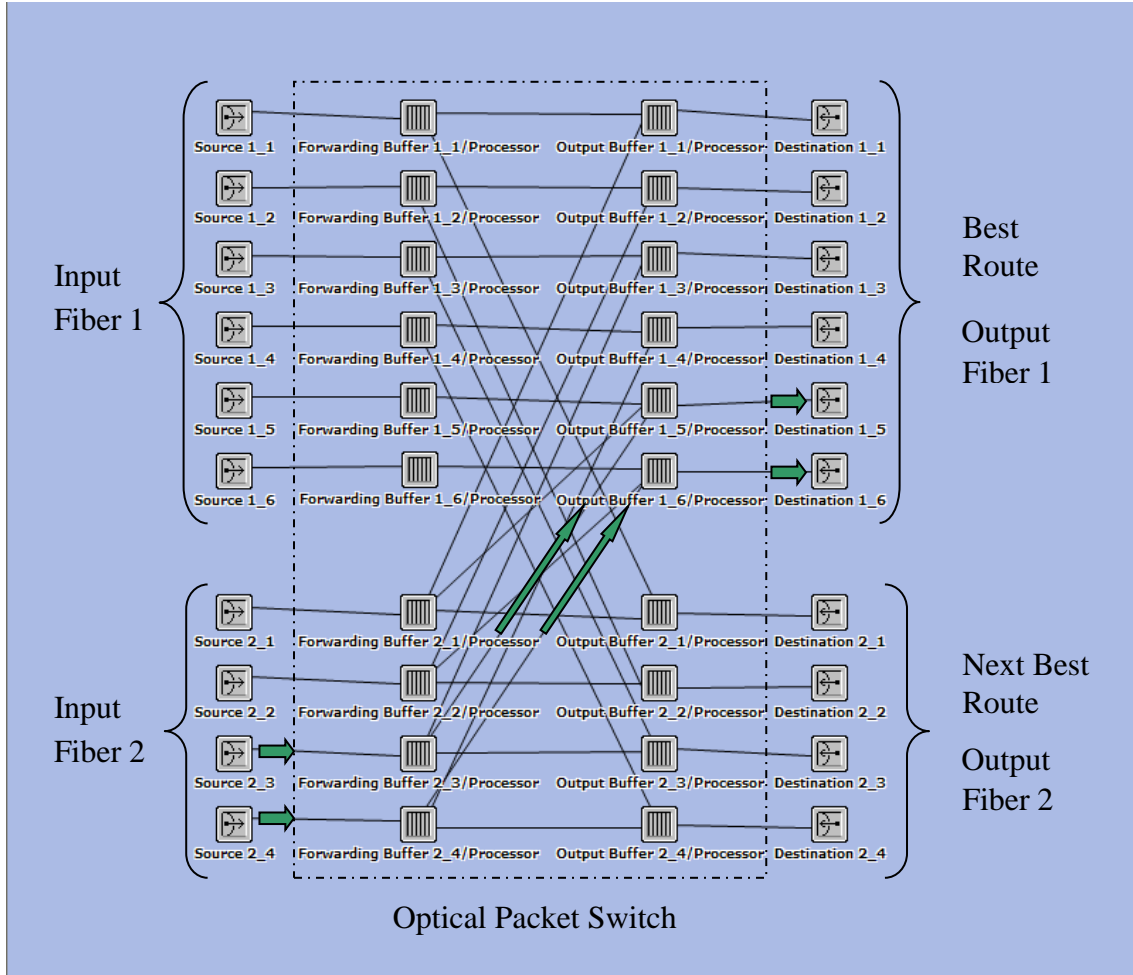 Source 1_1 Forwarding Buffer 1_1/Processor Output Buffer 1_1/Processor Destination 1_1
Source 1_2 Forwarding Buffer 1_2/Processor Output Buffer 1_2/Processor Destination 1_2
Source 1_3 Forwarding Buffer 1_3/Processor Output Buffer 1_3/Processor Destination 1_3
Source 1_4 Forwarding Buffer 1_4/Processor Output Buffer 1_4/Processor Destination 1_4
Source 1_5 Forwarding Buffer 1_5/Processor Output Buffer 1_5/Processor Destination 1_5
Source 1_6 Forwarding Buffer 1_6/Processor Output Buffer 1_6/Processor Destination 1_6
Input
Fiber 1
Best
Route
Output
Fiber 1
Source 2_1 Forwarding Buffer 2_1/Processor Output Buffer 2_1/Processor Destination 2_1
Source 2_2 Forwarding Buffer 2_2/Processor Output Buffer 2_2/Processor Destination 2_2
Source 2_3 Forwarding Buffer 2_3/Processor Output Buffer 2_3/Processor Destination 2_3
Source 2_4 Forwarding Buffer 2_4/Processor Output Buffer 2_4/Processor Destination 2_4
Input
Fiber 2
Next Best
Route
Output
Fiber 2
Optical Packet Switch